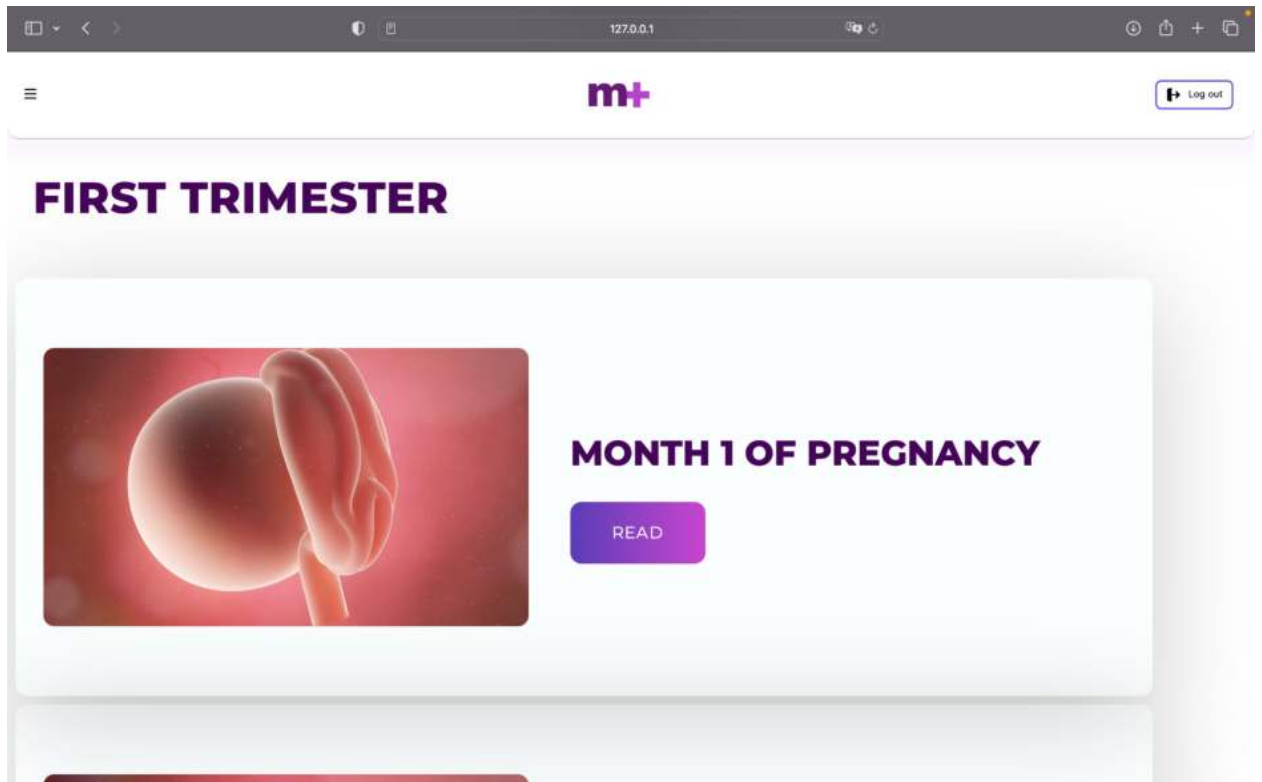 127.0.0.1
m+
Log out
FIRST TRIMESTER
MONTH 1 OF PREGNANCY
READ